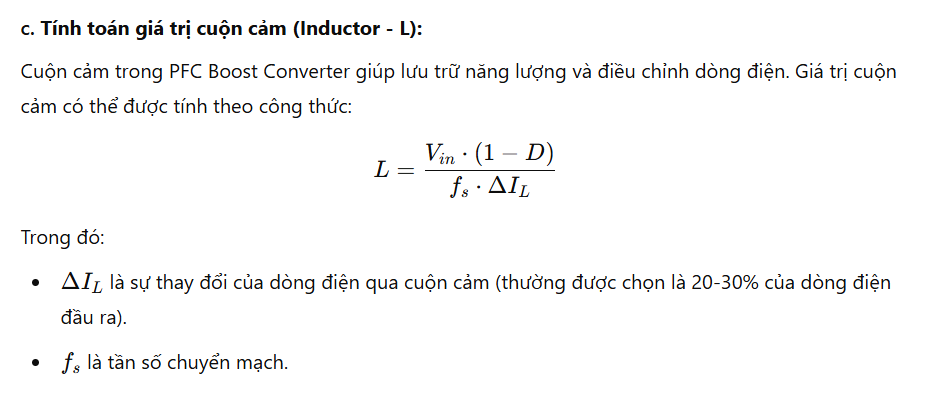 c. Tính toán giá trị cuộn cảm (Inductor - L):
Cuộn cảm trong PFC Boost Converter giúp lưu trữ năng lượng và điều chỉnh dòng điện. Giá trị cuộn
cảm có thể được tính theo công thức:
L = \frac{V_{in} \cdot (1 - D)}{f_s \cdot \Delta I_L}
Trong đó:
• ΔI_L là sự thay đổi của dòng điện qua cuộn cảm (thường được chọn là 20-30% của dòng điện
đầu ra).
• f_s là tần số chuyển mạch.